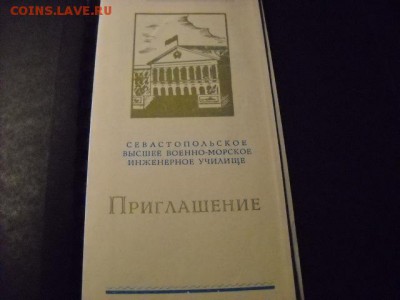 COINS.LAVE.RU
СЕВАСТОПОЛЬСКОЕ
ВЫСШЕЕ ВОЕННО-МОРСКОЕ
ИНЖЕНЕРНОЕ УЧИЛИЩЕ
ПРИГЛАШЕНИЕ